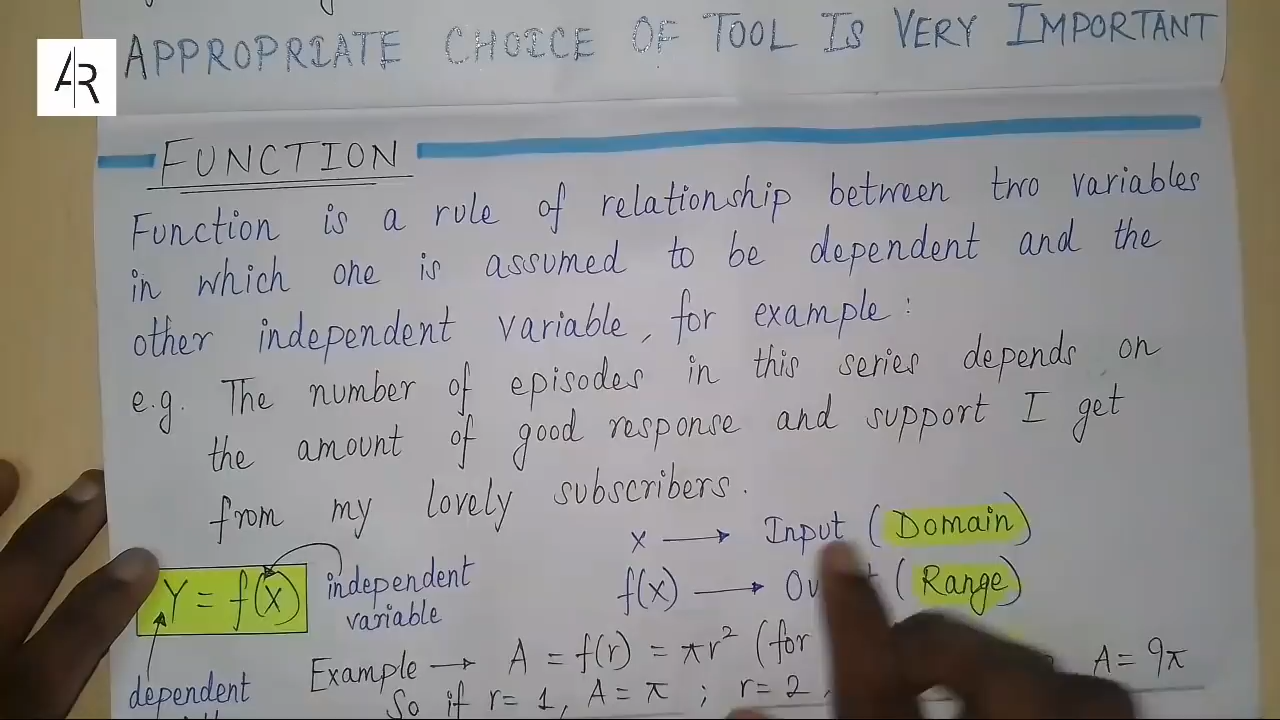 APPROPRIATE CHOICE OF TOOL IS VERY IMPORTANT
AR
FUNCTION
Function is a rule of relationship between two variables
in which one is assumed to be dependent and the
other independent variable, for example:
e.g. The number of episodes in this series depends on
the amount of good response and support I get
from my lovely subscribers.
x → Input (Domain)
f(x) → (Range)
Y = f(x)
independent
variable
dependent
Example → A = f(r) = πr² (for
So if r = 1, A = π ; r = 2, A = 9π